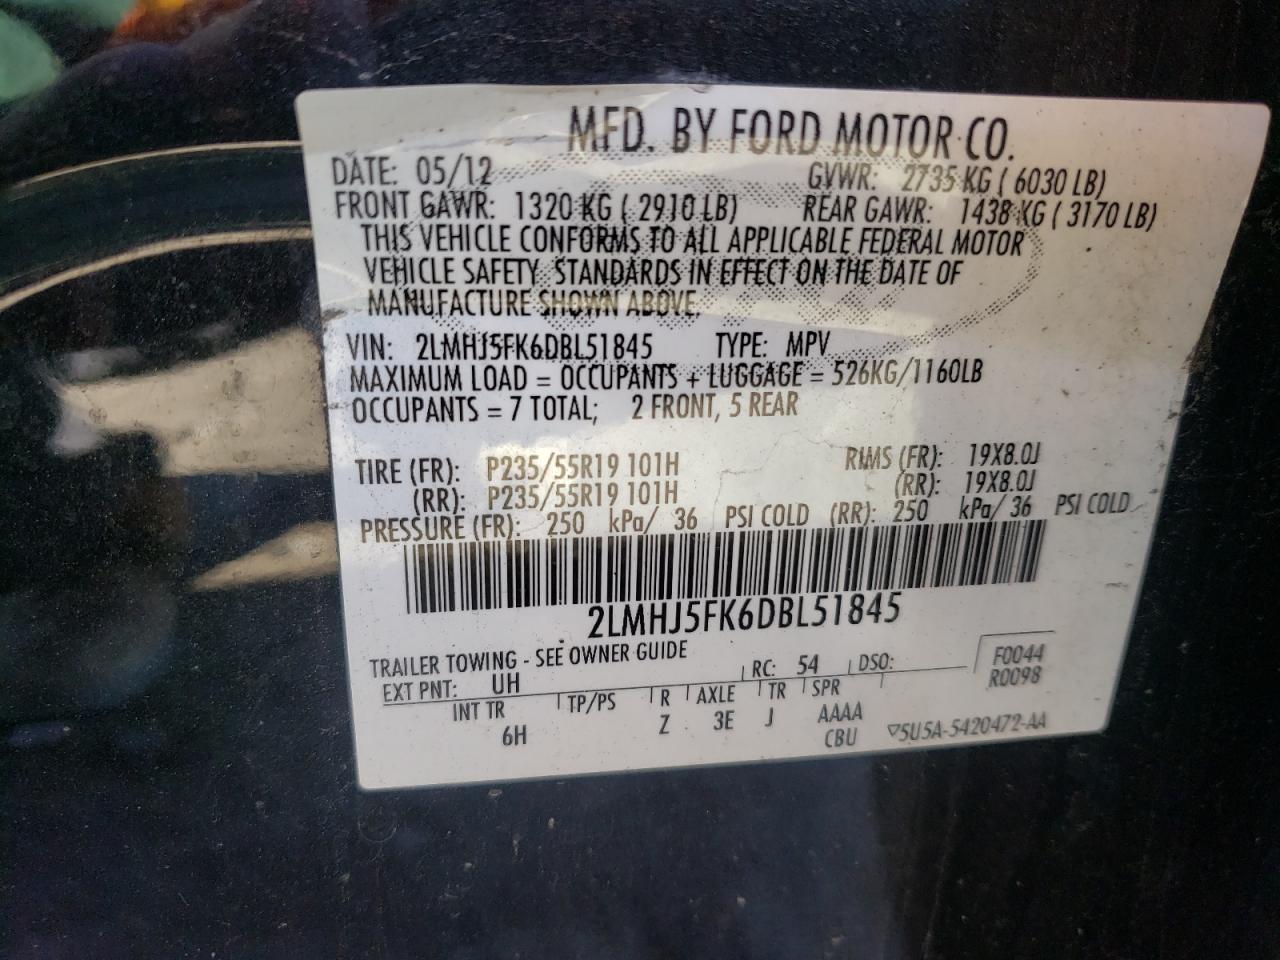 MFD. BY FORD MOTOR CO.
DATE: 05/12 GVWR: 2735 KG ( 6030 LB)
FRONT GAWR: 1320 KG ( 2910 LB) REAR GAWR: 1438 KG ( 3170 LB)
THIS VEHICLE CONFORMS TO ALL APPLICABLE FEDERAL MOTOR
VEHICLE SAFETY STANDARDS IN EFFECT ON THE DATE OF
MANUFACTURE SHOWN ABOVE.
VIN: 2LMHJ5FK6DBL51845 TYPE: MPV
MAXIMUM LOAD = OCCUPANTS + LUGGAGE = 526KG/1160LB
OCCUPANTS = 7 TOTAL; 2 FRONT, 5 REAR
TIRE (FR): P235/55R19 101H RIMS (FR): 19X8.0J
(RR): P235/55R19 101H (RR): 19X8.0J
PRESSURE (FR): 250 kPa/ 36 PSI COLD (RR): 250 kPa/ 36 PSI COLD
2LMHJ5FK6DBL51845
TRAILER TOWING - SEE OWNER GUIDE
EXT PNT: UH RC: 54 DSO: F0044
R0098
INT TR TP/PS R AXLE TR SPR
6H Z 3E J AAAA
CBU ▽5U5A-5420472-AA